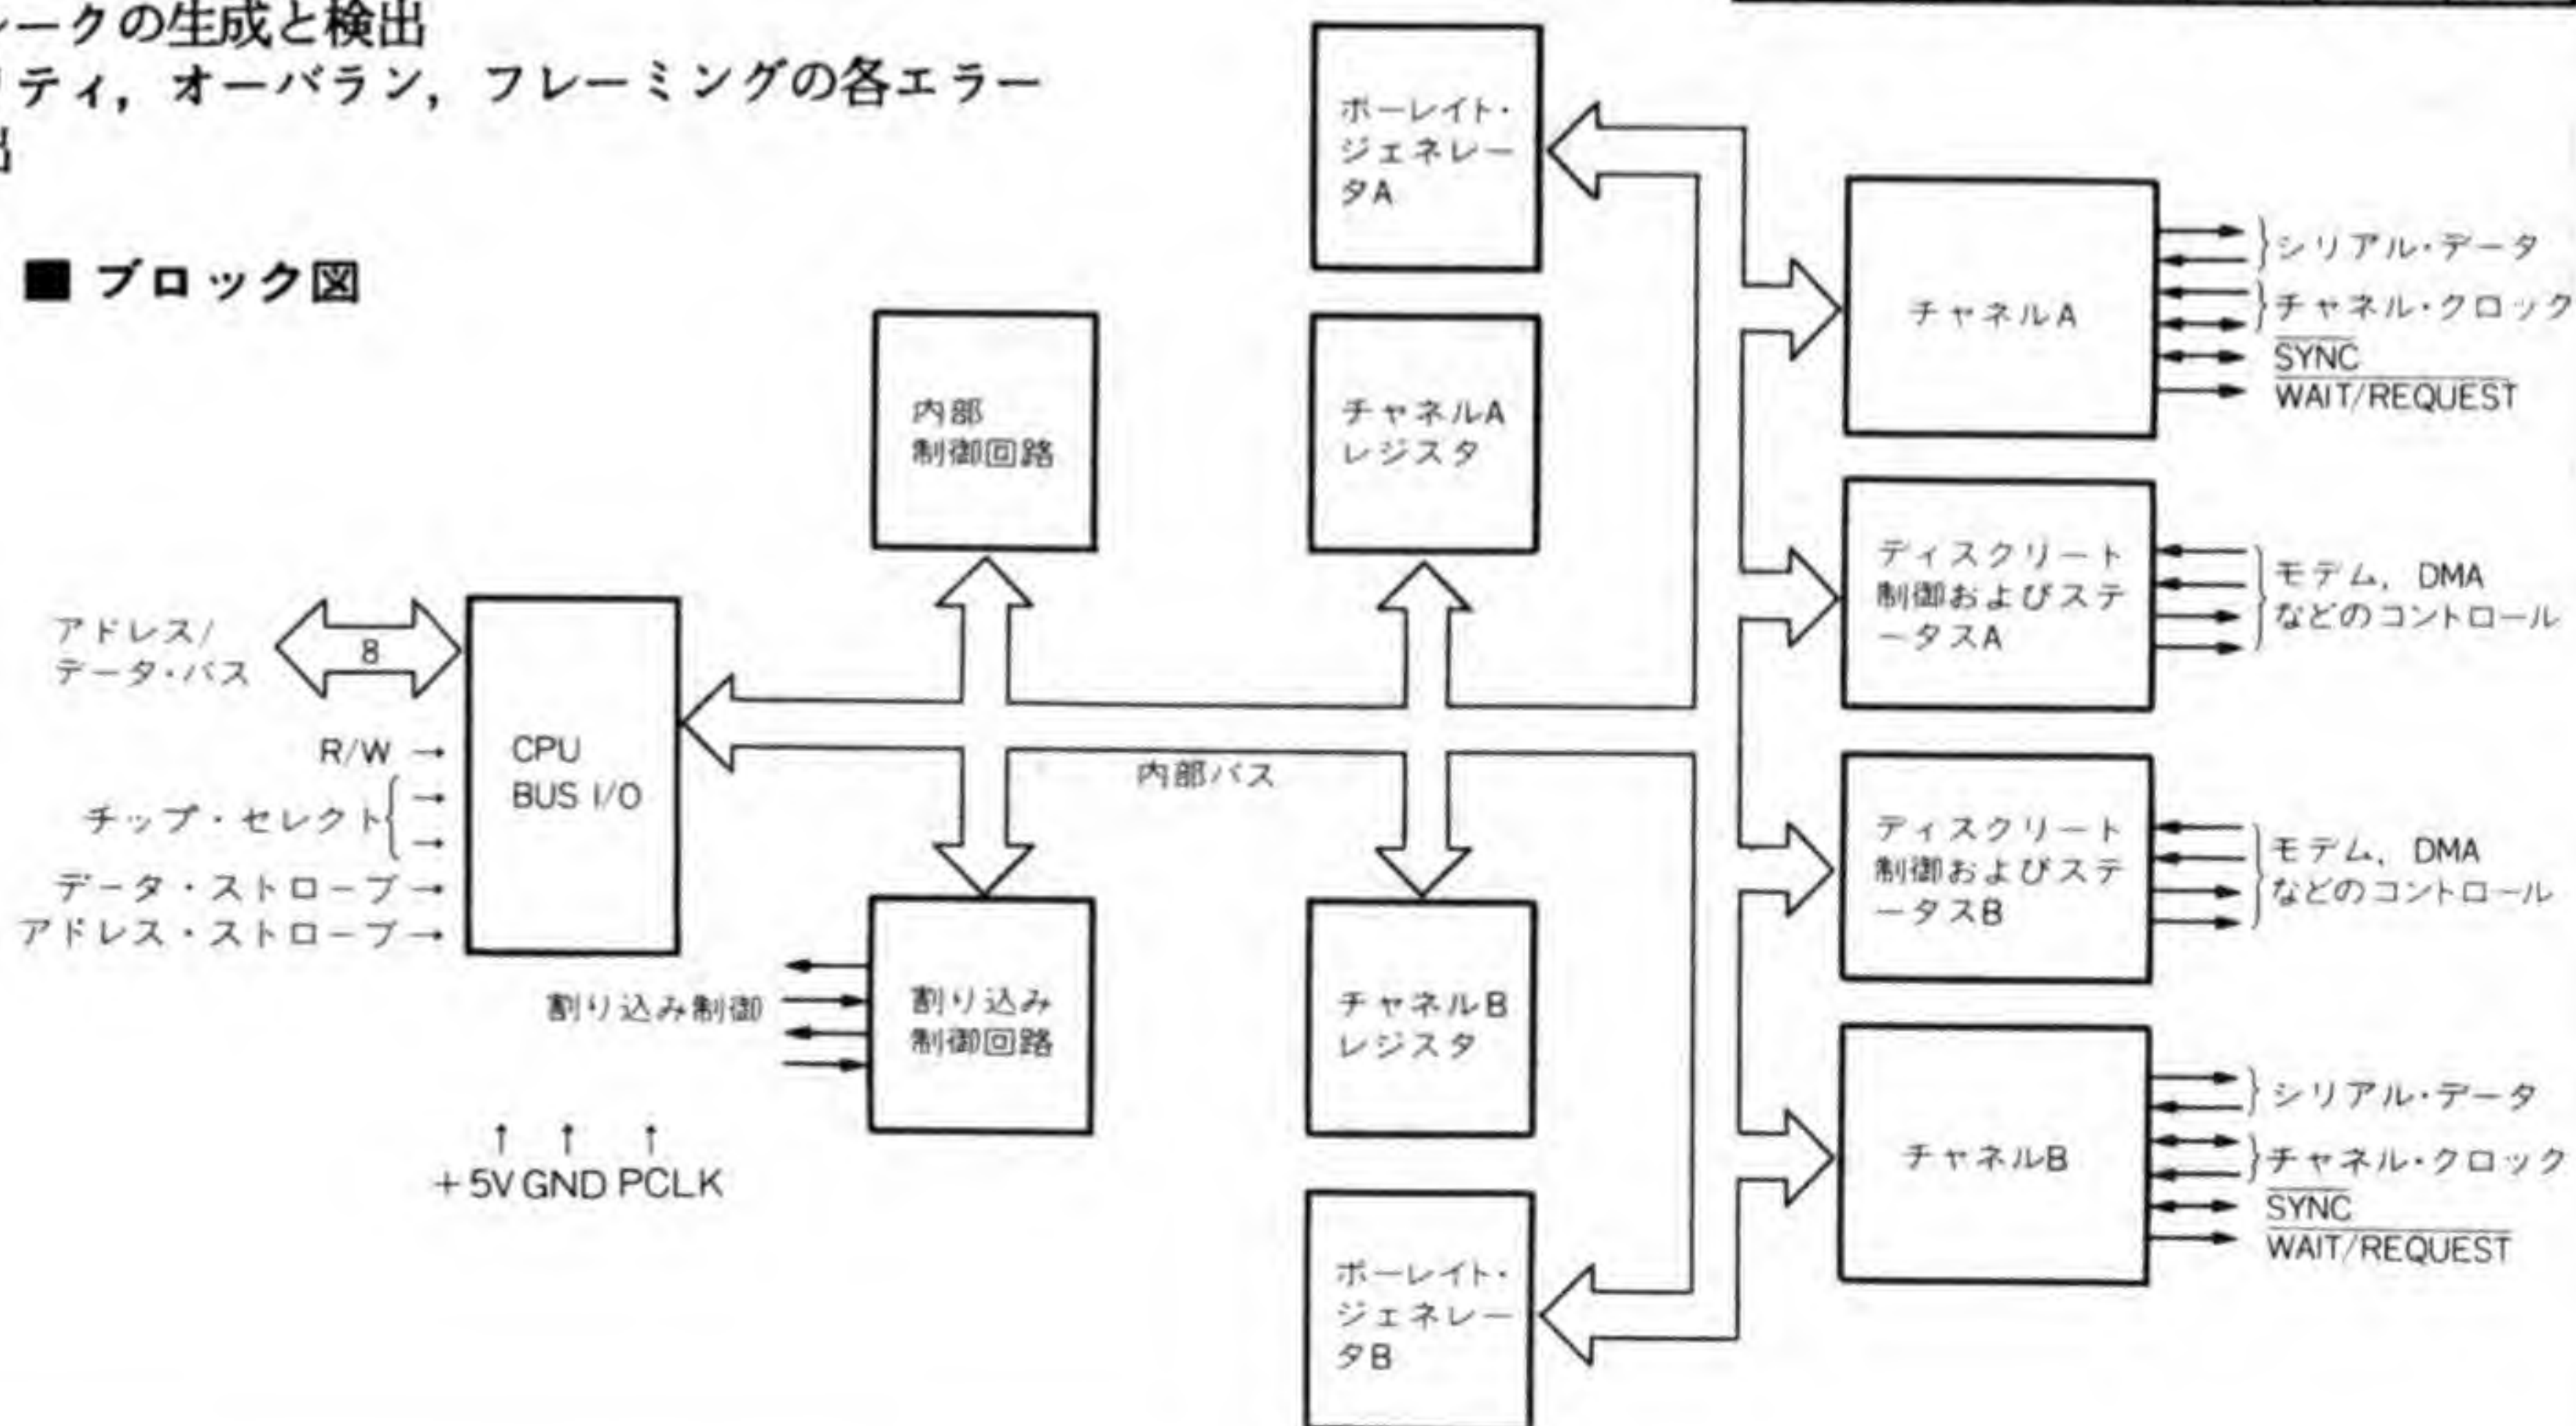 ークの生成と検出
リティ，オーバラン，フレーミングの各エラー
出
■ ブロック図
ボーレイト・
ジェネレー
タA
チャネルA
シリアル・データ
チャネル・クロック
SYNC
WAIT/REQUEST
内部
制御回路
チャネルA
レジスタ
ディスクリート
制御およびステ
ータスA
モデム，DMA
などのコントロール
アドレス/
データ・バス
8
R/W
チップ・セレクト
データ・ストローブ
アドレス・ストローブ
CPU
BUS I/O
内部バス
ディスクリート
制御およびステ
ータスB
モデム，DMA
などのコントロール
割り込み制御
割り込み
制御回路
チャネルB
レジスタ
チャネルB
シリアル・データ
チャネル・クロック
SYNC
WAIT/REQUEST
+5V GND PCLK
ボーレイト・
ジェネレー
タB